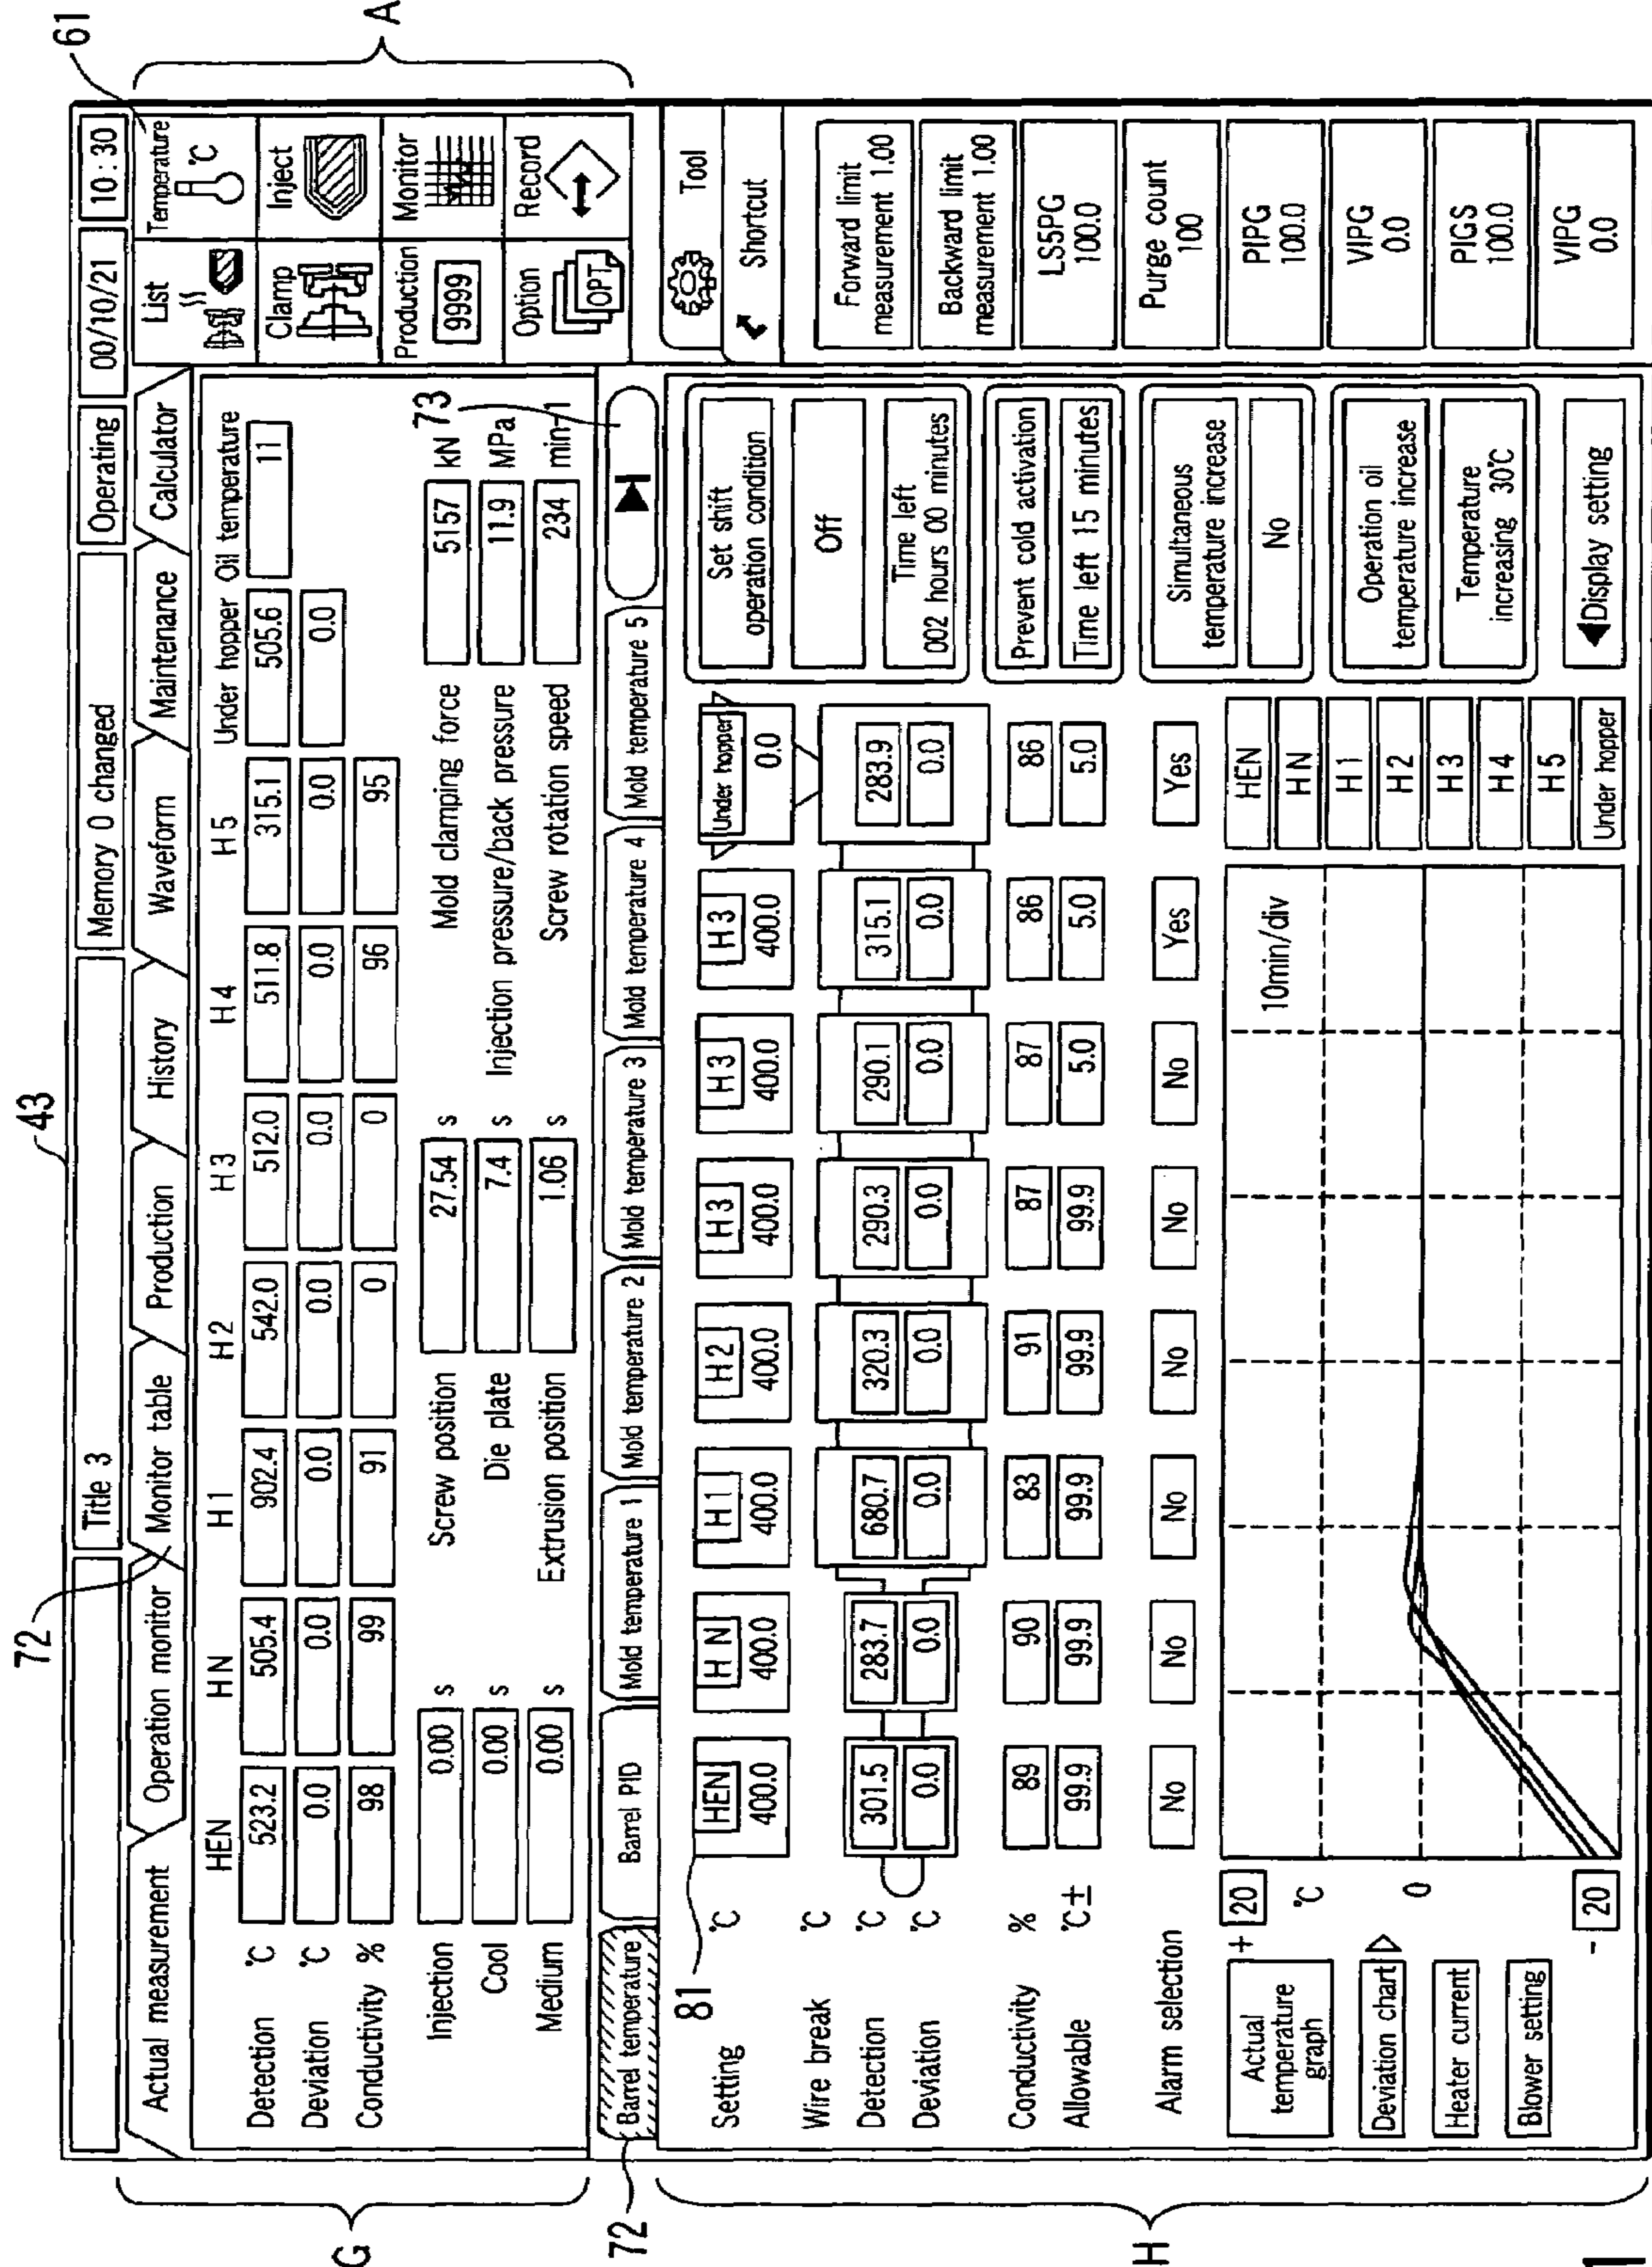 43
72
Title 3
Memory 0 changed
Operating
00/10/21
10:30
61
Actual measurement
Operation monitor
Monitor table
Production
History
Waveform
Maintenance
Calculator
HEN HN H1 H2 H3 H4 H5 Under hopper Oil temperature
Detection °C 523.2 505.4 902.4 542.0 512.0 511.8 315.1 505.6 11
Deviation °C 0.0 0.0 0.0 0.0 0.0 0.0 0.0 0.0
Conductivity % 98 99 91 0 0 96 95
Injection 0.00 s Screw position 27.54 s Mold clamping force 5157 kN
Cool 0.00 s Die plate 7.4 s Injection pressure/back pressure 11.9 MPa
Medium 0.00 s Extrusion position 1.06 s Screw rotation speed 234 min-1
73
G
List
Temperature
°C
Clamp
Inject
Production
9999
Monitor
Option
OPT
Record
A
72
Barrel temperature
Barrel PID
Mold temperature 1
Mold temperature 2
Mold temperature 3
Mold temperature 4
Mold temperature 5
Tool
Shortcut
81
HEN HN H1 H2 H3 H3 H3 Under hopper
Setting °C 400.0 400.0 400.0 400.0 400.0 400.0 400.0 0.0
Wire break °C
Detection °C 301.5 283.7 680.7 320.3 290.3 290.1 315.1 283.9
Deviation °C 0.0 0.0 0.0 0.0 0.0 0.0 0.0 0.0
Conductivity % 89 90 83 91 87 87 86 86
Allowable °C± 99.9 99.9 99.9 99.9 99.9 5.0 5.0 5.0
Alarm selection No No No No No No Yes Yes
Actual
temperature
graph
Deviation chart
Heater current
Blower setting
+ 20
°C
0
- 20
10min/div
HEN
HN
H1
H2
H3
H4
H5
Under hopper
Set shift
operation condition
Off
Time left
002 hours 00 minutes
Prevent cold activation
Time left 15 minutes
Simultaneous
temperature increase
No
Operation oil
temperature increase
Temperature
increasing 30°C
Display setting
Forward limit
measurement 1.00
Backward limit
measurement 1.00
LS5PG
100.0
Purge count
100
PIPG
100.0
VIPG
0.0
PIGS
100.0
VIPG
0.0
H